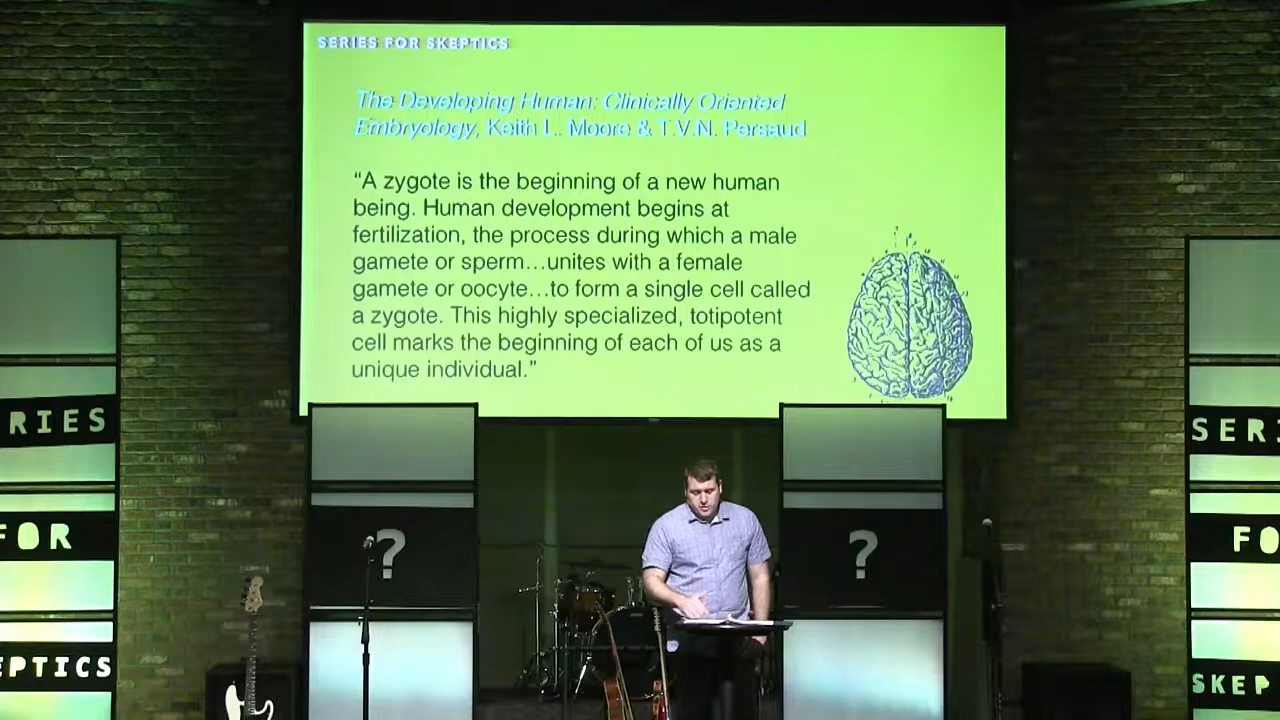 SERIES FOR SKEPTICS
The Developing Human: Clinically Oriented
Embryology, Keith L. Moore & T.V.N. Persaud
“A zygote is the beginning of a new human
being. Human development begins at
fertilization, the process during which a male
gamete or sperm…unites with a female
gamete or oocyte…to form a single cell called
a zygote. This highly specialized, totipotent
cell marks the beginning of each of us as a
unique individual.”
RIES
FOR
EPTICS
?
?
SERI
FO
SKEP